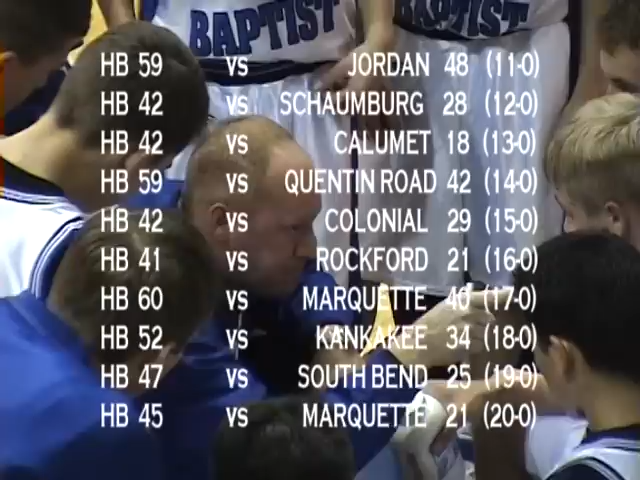 BAPTIST BAPTIST
HB 59 VS JORDAN 48 (11-0)
HB 42 VS SCHAUMBURG 28 (12-0)
HB 42 VS CALUMET 18 (13-0)
HB 59 VS QUENTIN ROAD 42 (14-0)
HB 42 VS COLONIAL 29 (15-0)
HB 41 VS ROCKFORD 21 (16-0)
HB 60 VS MARQUETTE 40 (17-0)
HB 52 VS KANKAKEE 34 (18-0)
HB 47 VS SOUTH BEND 25 (19-0)
HB 45 VS MARQUETTE 21 (20-0)